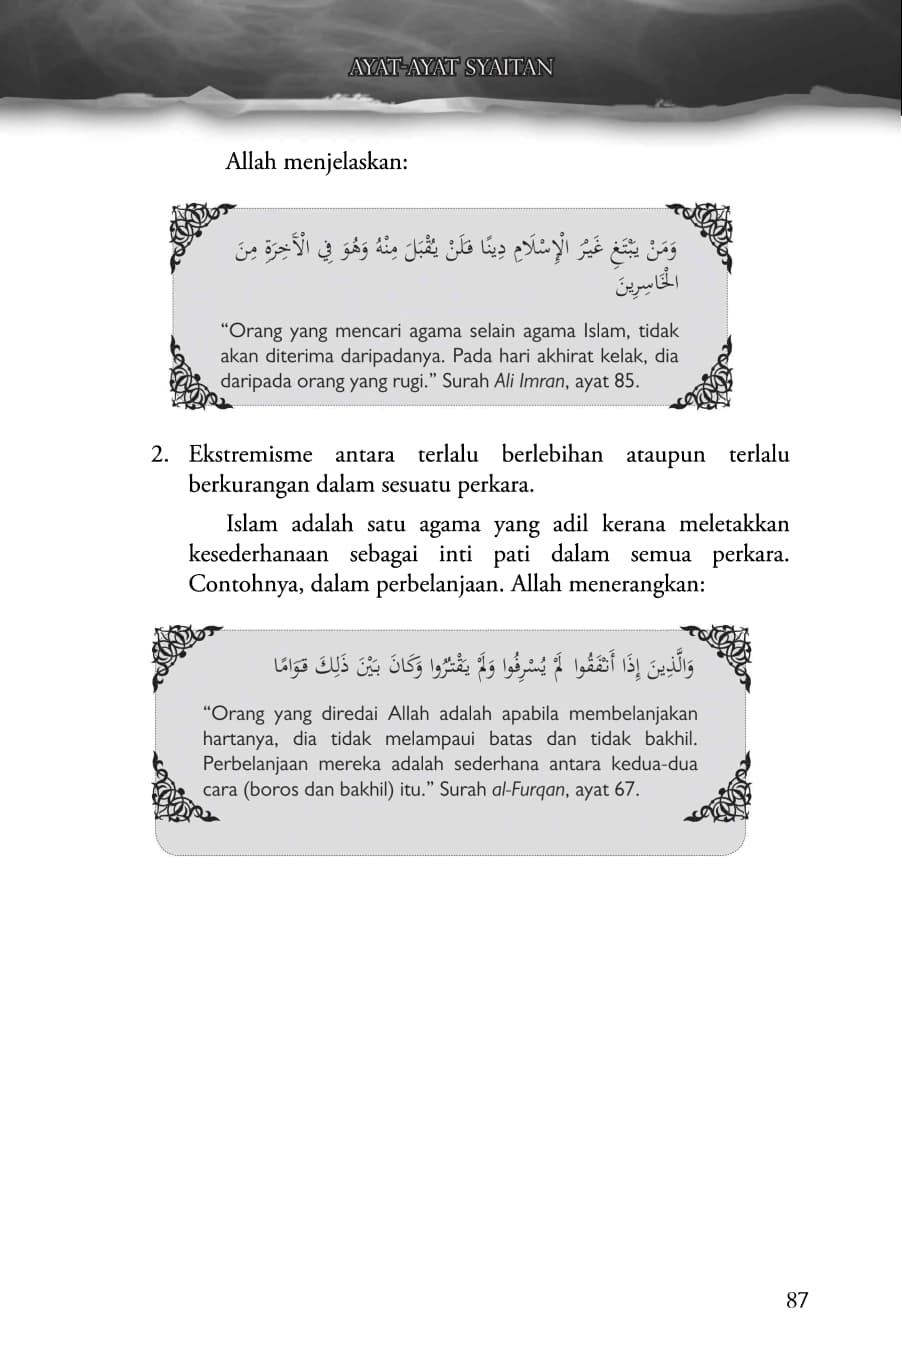 AYAT-AYAT SYAITAN
Allah menjelaskan:
وَمَنْ يَبْتَغِ غَيْرَ الْإِسْلَامِ دِينًا فَلَنْ يُقْبَلَ مِنْهُ وَهُوَ فِي الْآخِرَةِ مِنَ
الْخَاسِرِينَ
“Orang yang mencari agama selain agama Islam, tidak
akan diterima daripadanya. Pada hari akhirat kelak, dia
daripada orang yang rugi.” Surah Ali Imran, ayat 85.
2. Ekstremisme antara terlalu berlebihan ataupun terlalu
berkurangan dalam sesuatu perkara.
Islam adalah satu agama yang adil kerana meletakkan
kesederhanaan sebagai inti pati dalam semua perkara.
Contohnya, dalam perbelanjaan. Allah menerangkan:
وَالَّذِينَ إِذَا أَنْفَقُوا لَمْ يُسْرِفُوا وَلَمْ يَقْتُرُوا وَكَانَ بَيْنَ ذَلِكَ قَوَامًا
“Orang yang diredai Allah adalah apabila membelanjakan
hartanya, dia tidak melampaui batas dan tidak bakhil.
Perbelanjaan mereka adalah sederhana antara kedua-dua
cara (boros dan bakhil) itu.” Surah al-Furqan, ayat 67.
87